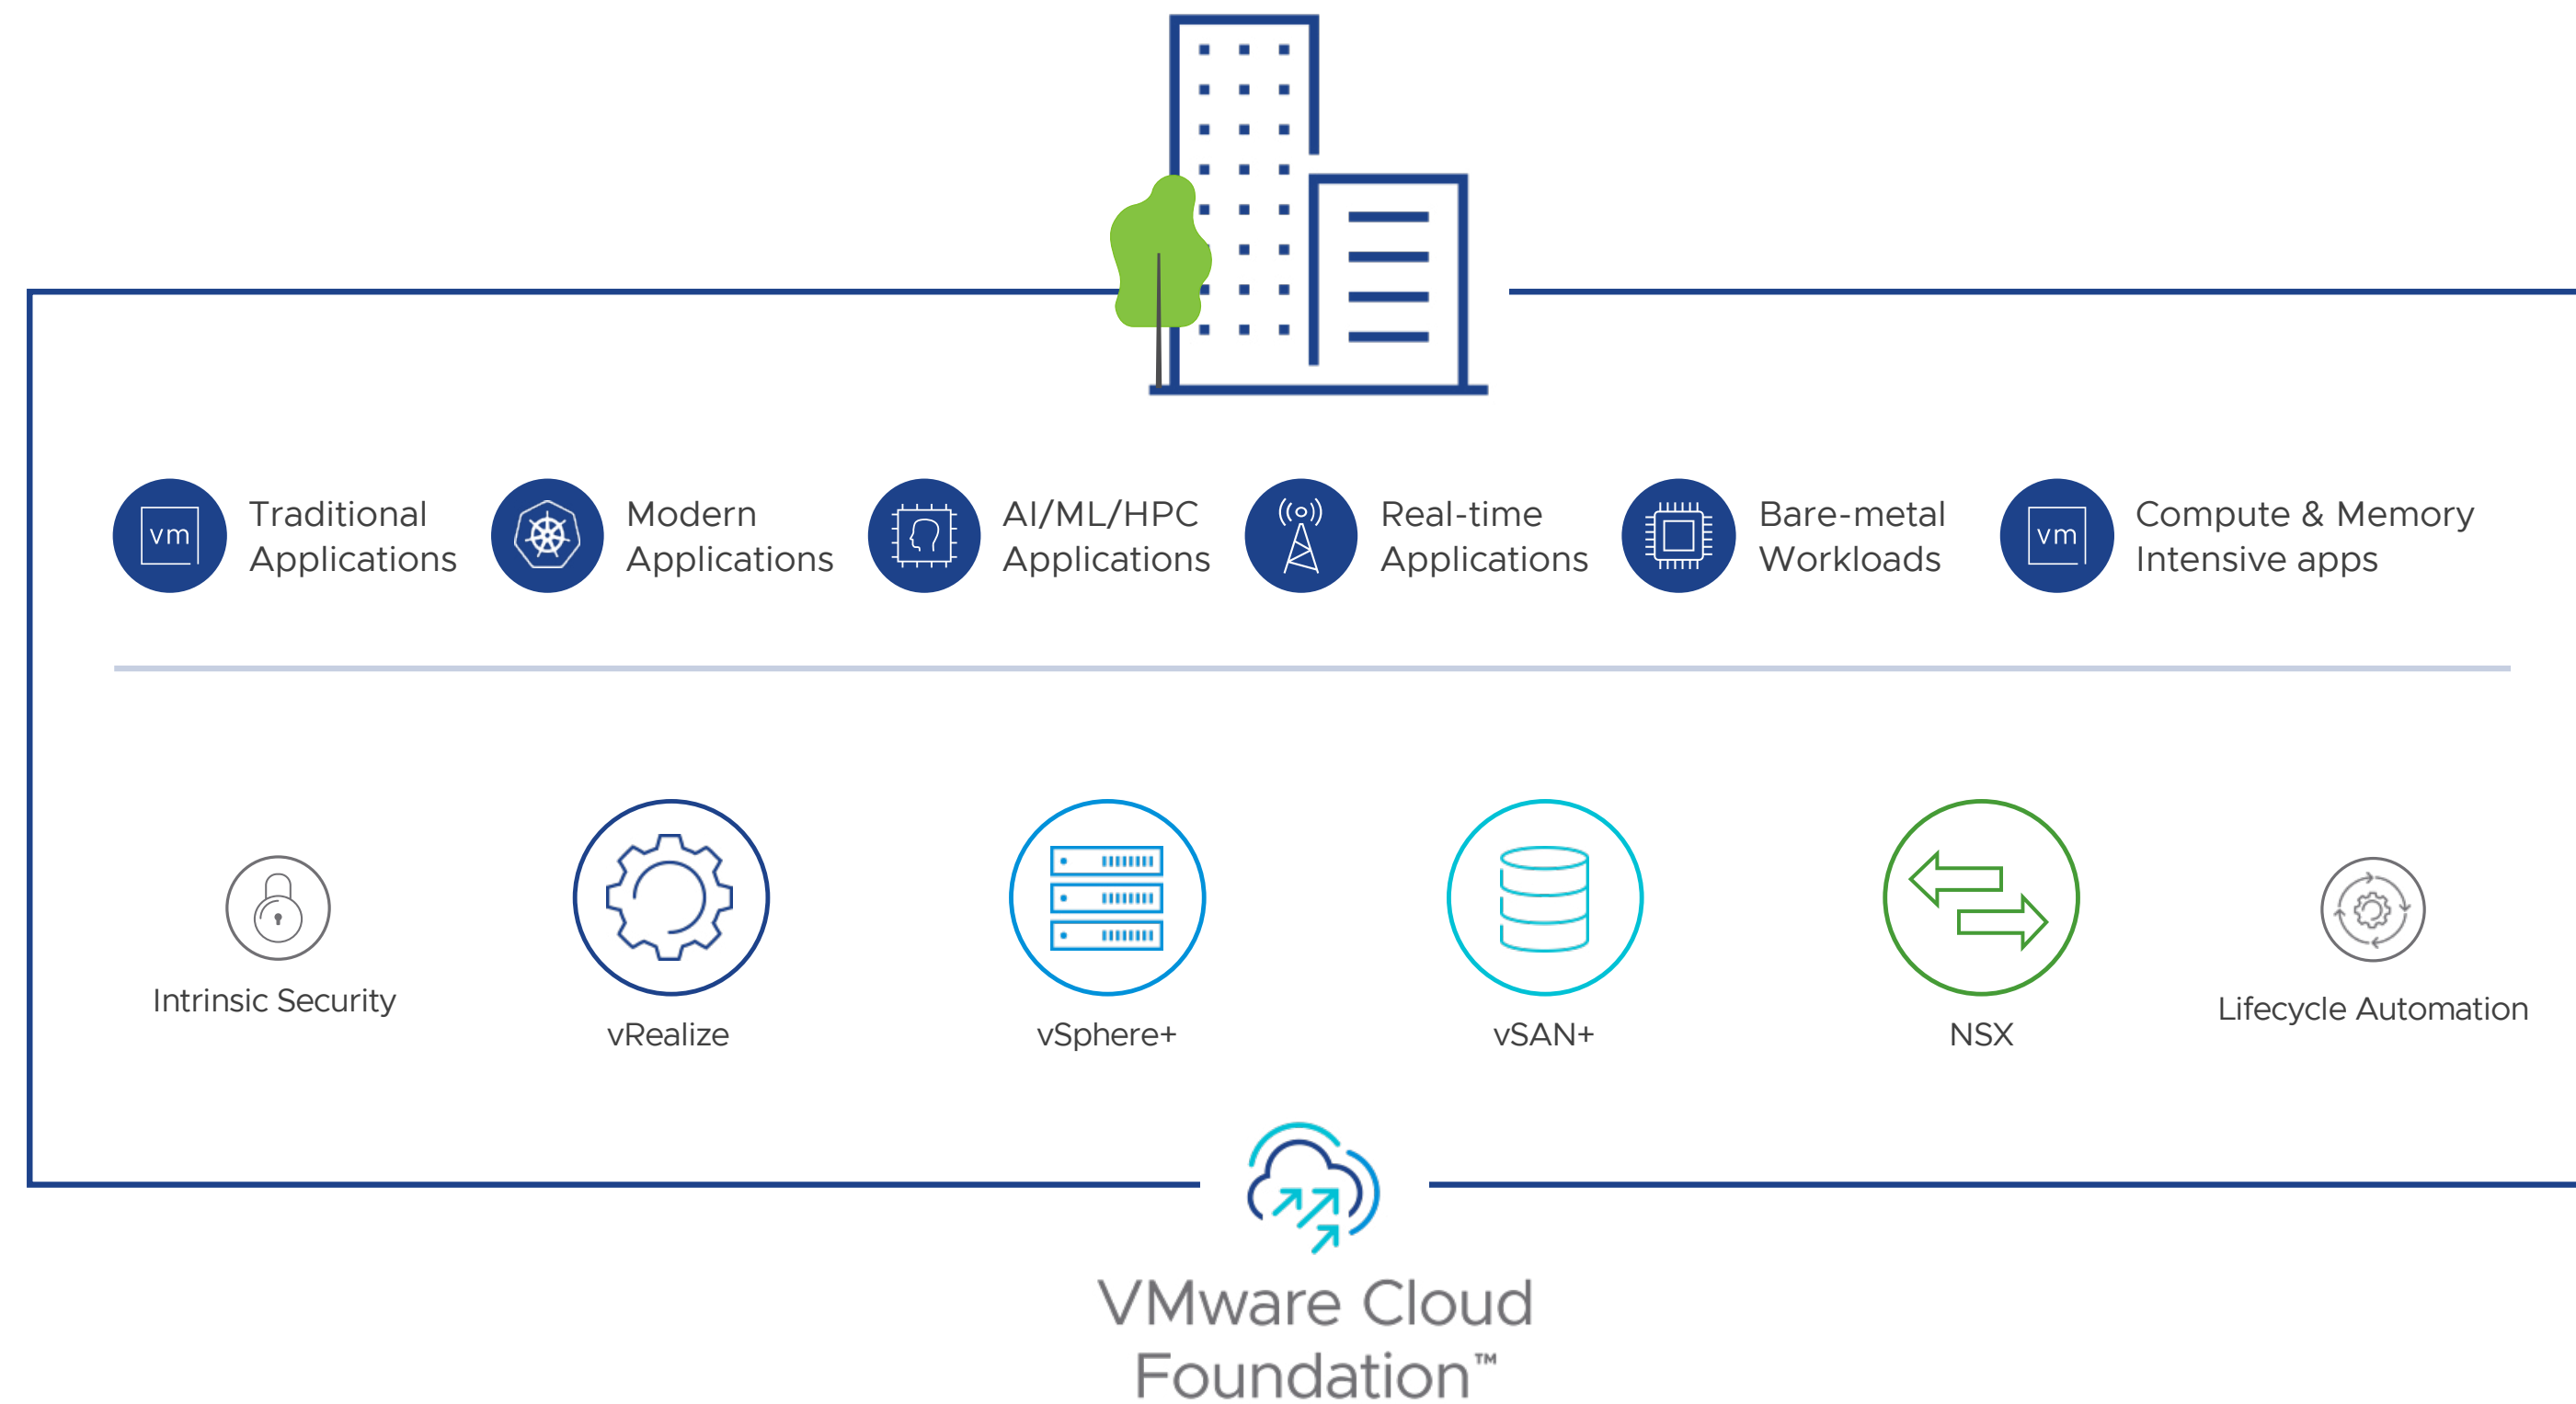 vm
Traditional
Applications
Modern
Applications
AI/ML/HPC
Applications
Real-time
Applications
Bare-metal
Workloads
vm
Compute & Memory
Intensive apps
Intrinsic Security
vRealize
vSphere+
vSAN+
NSX
Lifecycle Automation
VMware Cloud
Foundation™